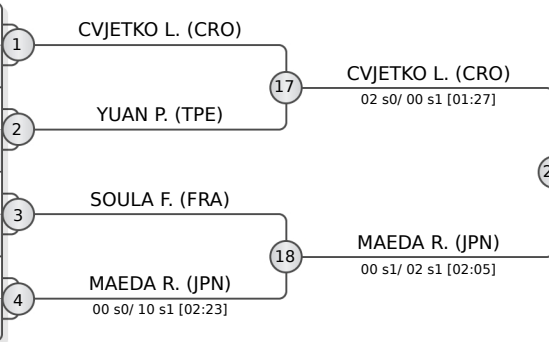 CVJETKO L. (CRO)
1
17
CVJETKO L. (CRO)
02 s0/ 00 s1 [01:27]
YUAN P. (TPE)
2
SOULA F. (FRA)
3
18
MAEDA R. (JPN)
00 s1/ 02 s1 [02:05]
MAEDA R. (JPN)
4
00 s0/ 10 s1 [02:23]